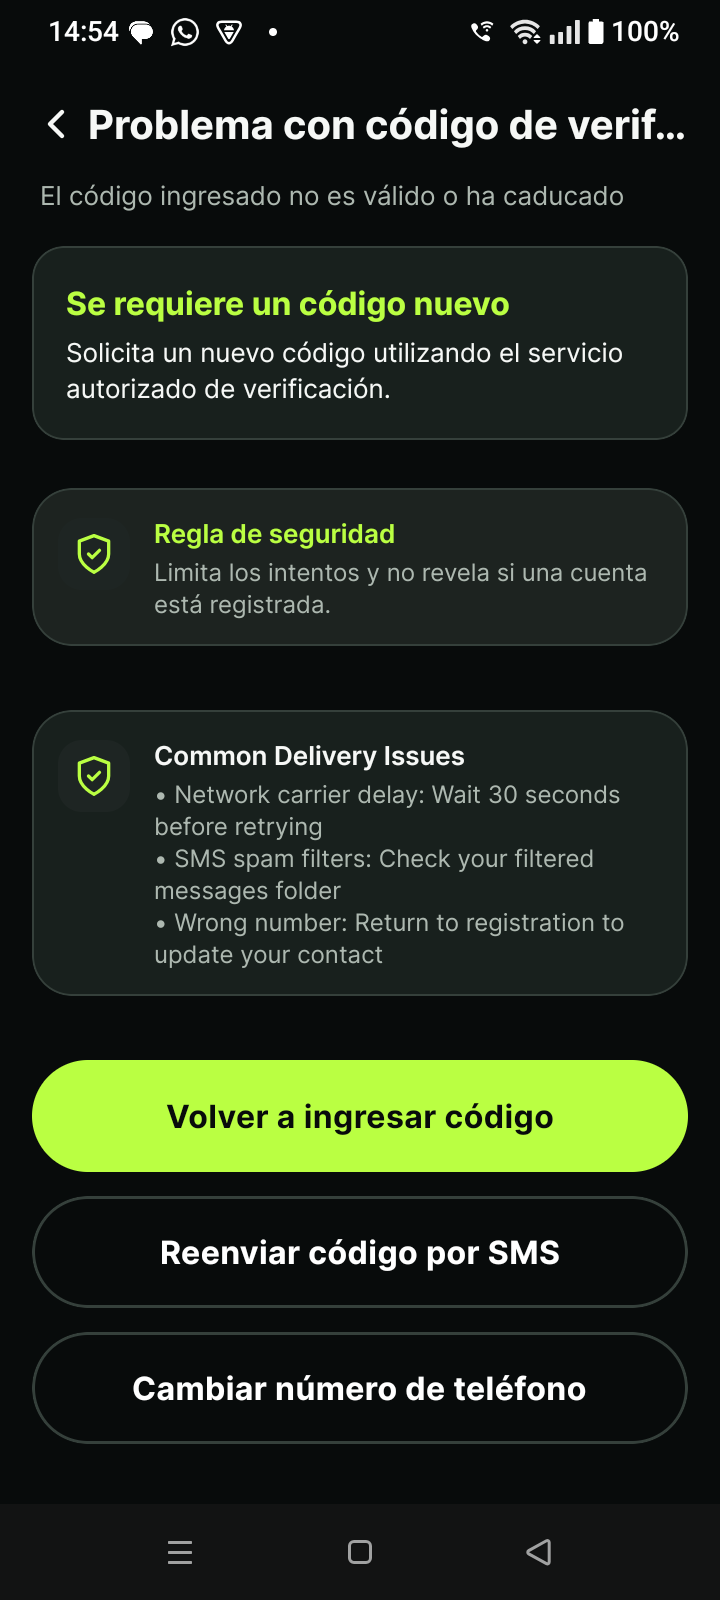 14:54
100%
Problema con código de verif...
El código ingresado no es válido o ha caducado
Se requiere un código nuevo
Solicita un nuevo código utilizando el servicio
autorizado de verificación.
Regla de seguridad
Limita los intentos y no revela si una cuenta
está registrada.
Common Delivery Issues
• Network carrier delay: Wait 30 seconds
before retrying
• SMS spam filters: Check your filtered
messages folder
• Wrong number: Return to registration to
update your contact
Volver a ingresar código
Reenviar código por SMS
Cambiar número de teléfono